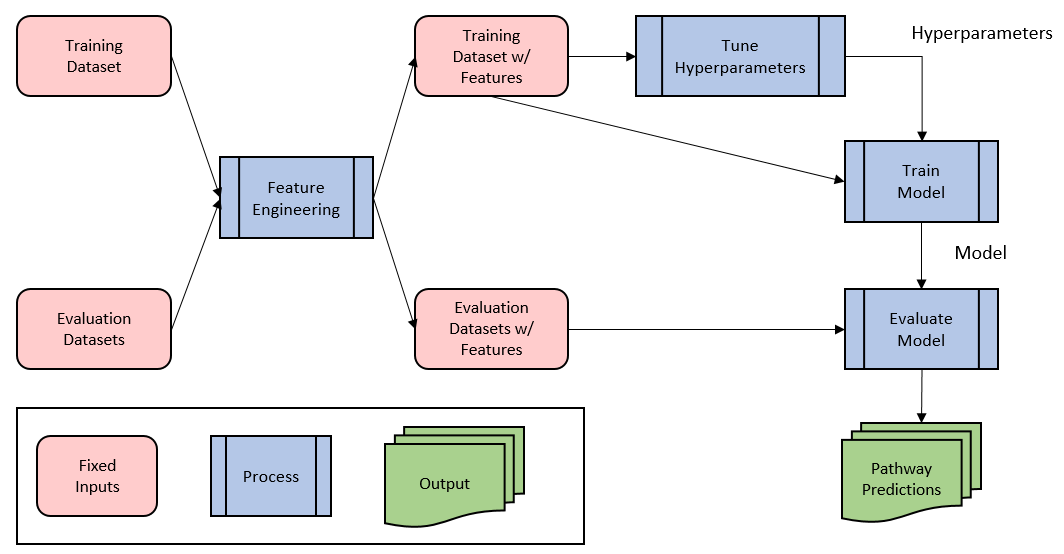 Training
Dataset
Training
Dataset w/
Features
Tune
Hyperparameters
Hyperparameters
Feature
Engineering
Train
Model
Model
Evaluation
Datasets
Evaluation
Datasets w/
Features
Evaluate
Model
Fixed
Inputs
Process
Output
Pathway
Predictions